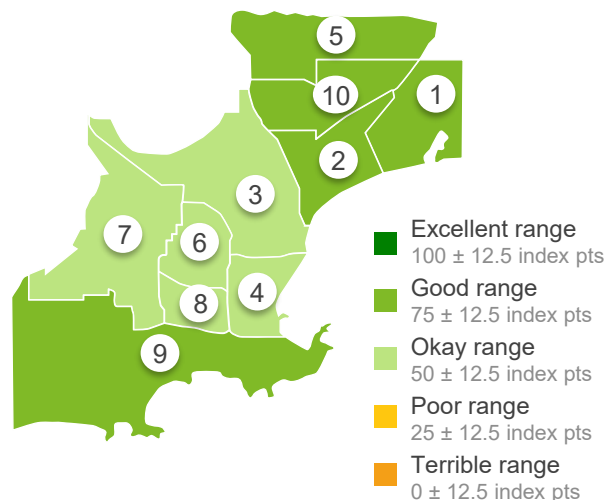 5
10
1
2
3
7
6
8
4
9
Excellent range
100 ± 12.5 index pts
Good range
75 ± 12.5 index pts
Okay range
50 ± 12.5 index pts
Poor range
25 ± 12.5 index pts
Terrible range
0 ± 12.5 index pts